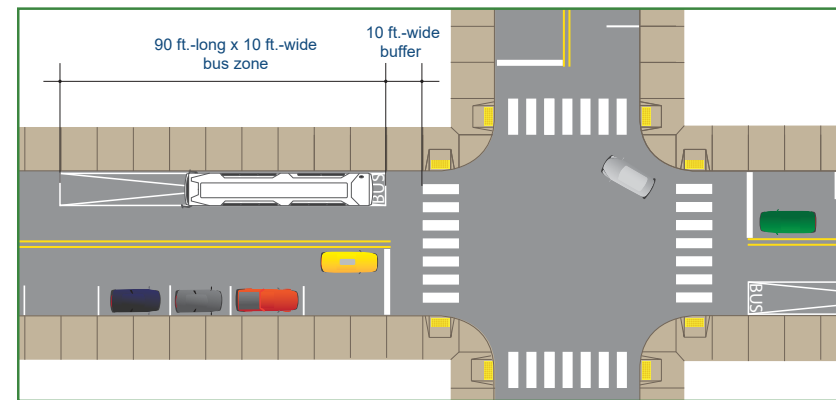 90 ft.-long x 10 ft.-wide
bus zone
10 ft.-wide
buffer
BUS
BUS